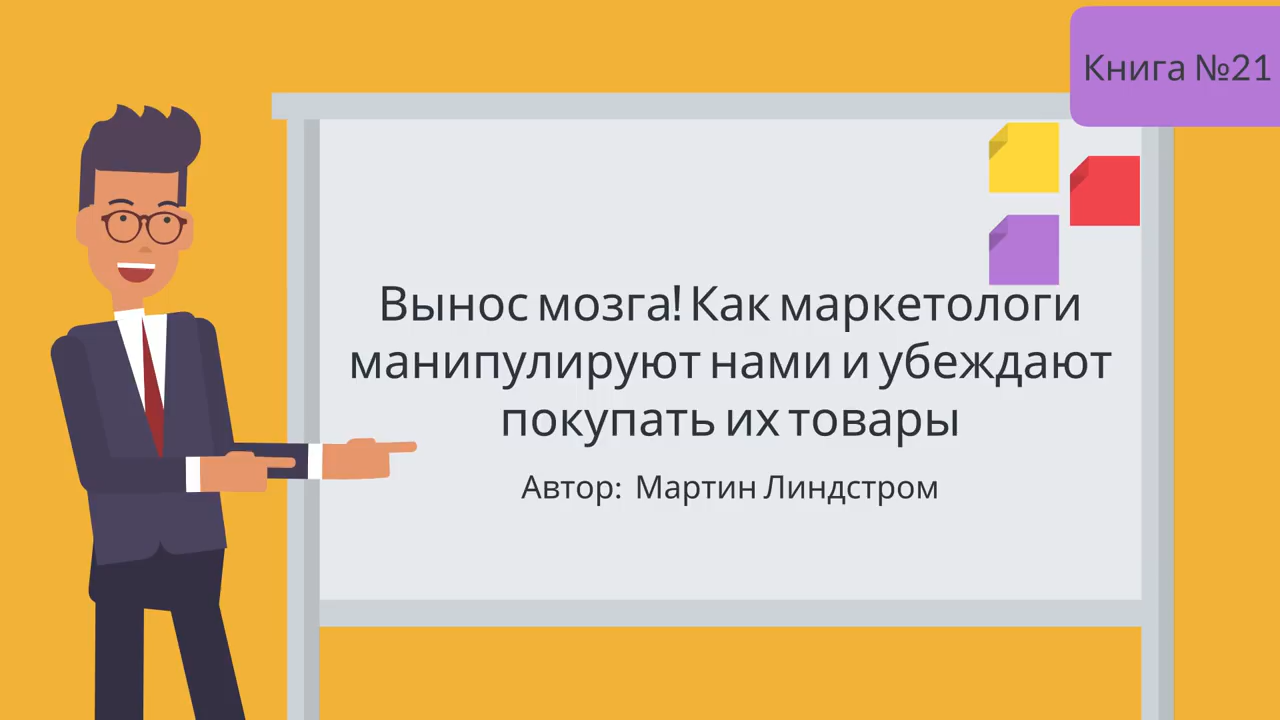 Книга №21
Вынос мозга! Как маркетологи
манипулируют нами и убеждают
покупать их товары
Автор: Мартин Линдстром